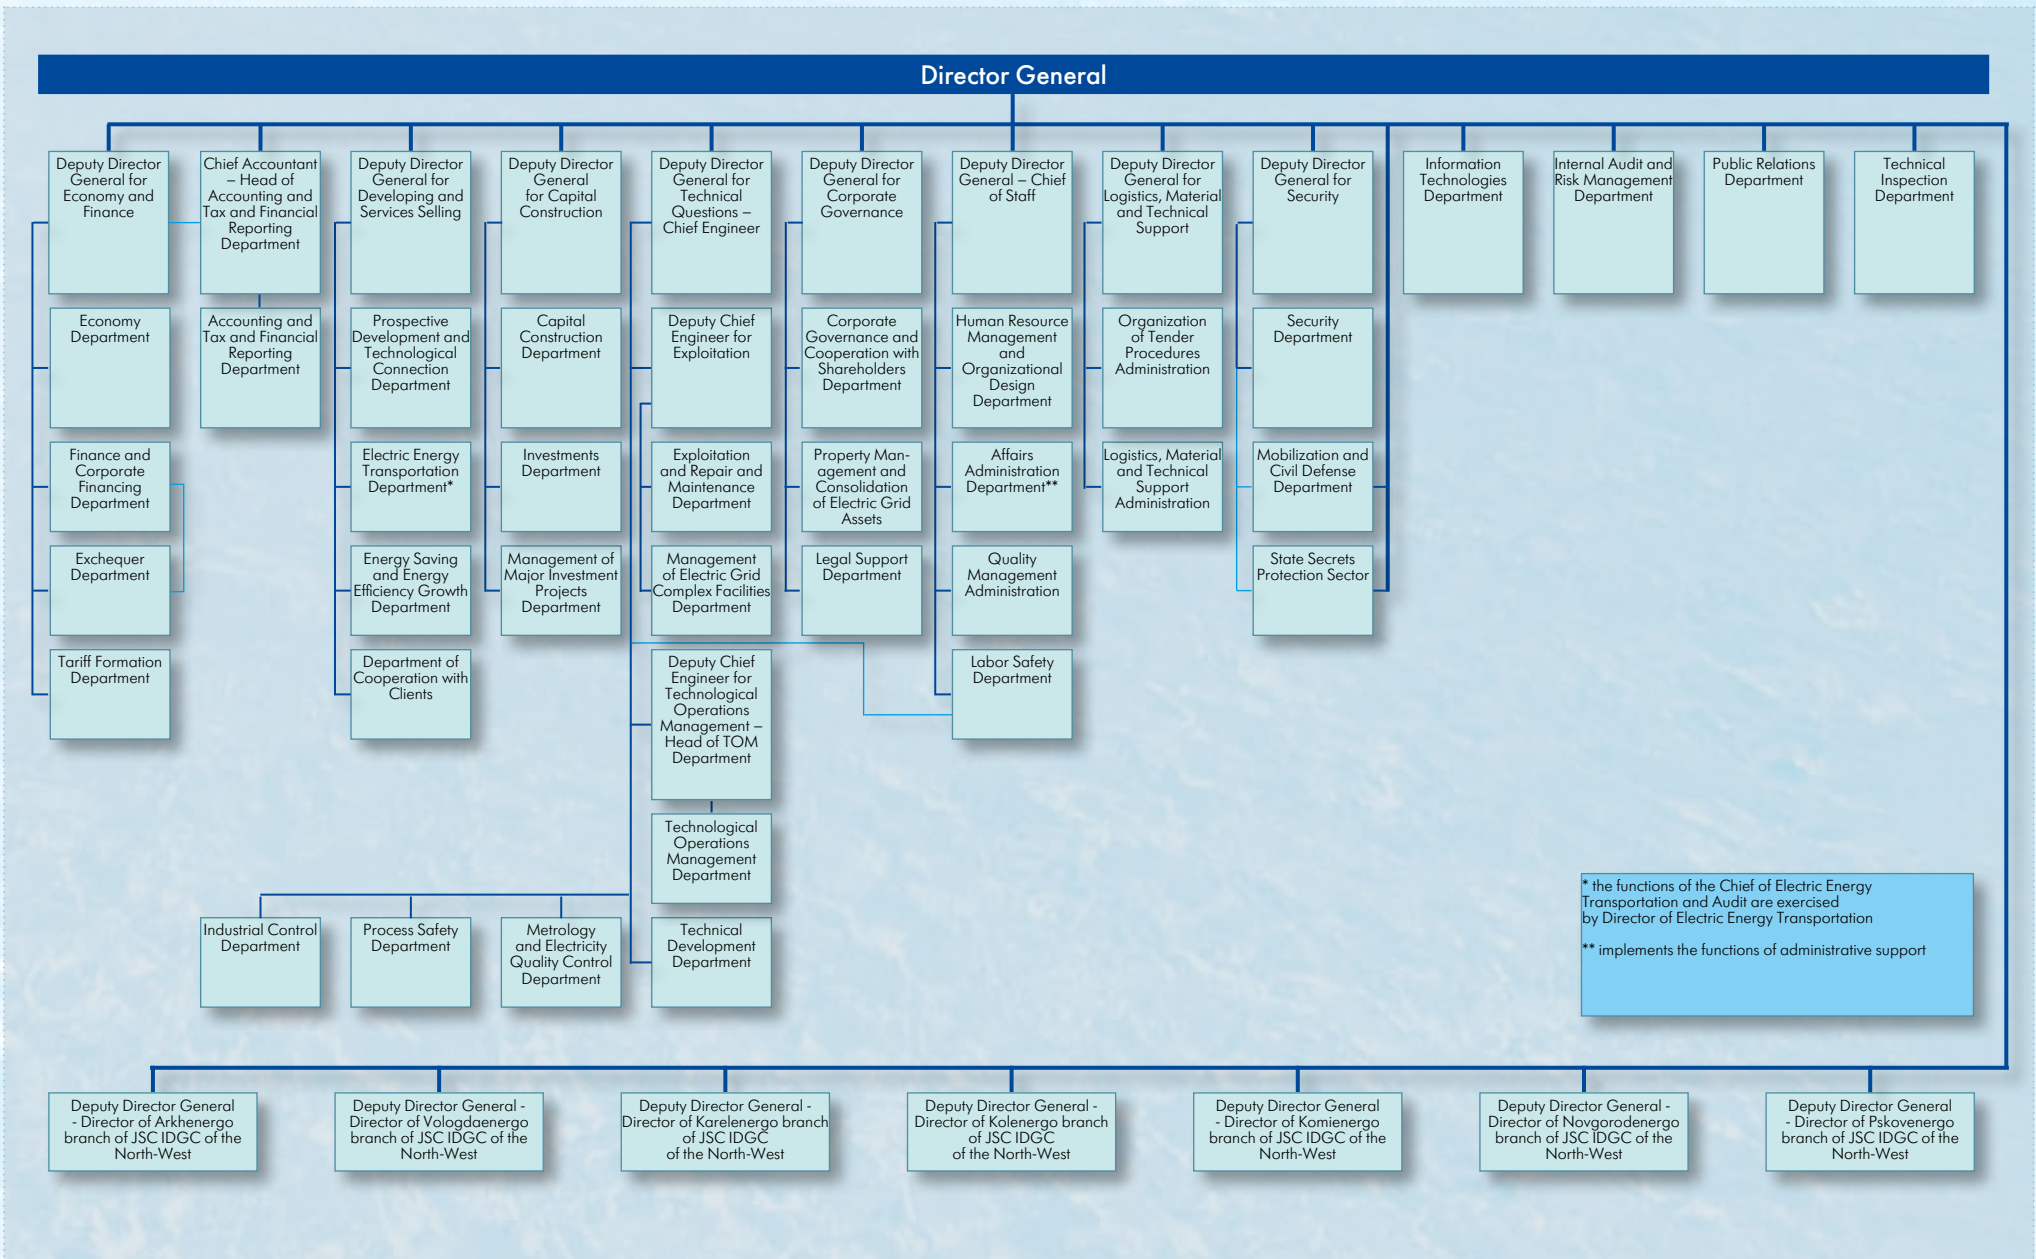 Director General
Deputy Director
General for
Economy and
Finance
Chief Accountant
– Head of
Accounting and
Tax and Financial
Reporting
Department
Deputy Director
General for
Developing and
Services Selling
Deputy Director
General
for Capital
Construction
Deputy Director
General for
Technical
Questions –
Chief Engineer
Deputy Director
General for
Corporate
Governance
Deputy Director
General – Chief
of Staff
Deputy Director
General for
Logistics, Material
and Technical
Support
Deputy Director
General for
Security
Information
Technologies
Department
Internal Audit and
Risk Management
Department
Public Relations
Department
Technical
Inspection
Department
Economy
Department
Accounting and
Tax and Financial
Reporting
Department
Prospective
Development and
Technological
Connection
Department
Capital
Construction
Department
Deputy Chief
Engineer for
Exploitation
Corporate
Governance and
Cooperation with
Shareholders
Department
Human Resource
Management
and
Organizational
Design
Department
Organization
of Tender
Procedures
Administration
Security
Department
Finance and
Corporate
Financing
Department
Electric Energy
Transportation
Department*
Investments
Department
Exploitation
and Repair and
Maintenance
Department
Property Man-
agement and
Consolidation
of Electric Grid
Assets
Affairs
Administration
Department**
Logistics, Material
and Technical
Support
Administration
Mobilization and
Civil Defense
Department
Exchequer
Department
Energy Saving
and Energy
Efficiency Growth
Department
Management of
Major Investment
Projects
Department
Management
of Electric Grid
Complex Facilities
Department
Legal Support
Department
Quality
Management
Administration
State Secrets
Protection Sector
Tariff Formation
Department
Department of
Cooperation with
Clients
Deputy Chief
Engineer for
Technological
Operations
Management –
Head of TOM
Department
Labor Safety
Department
Technological
Operations
Management
Department
* the functions of the Chief of Electric Energy
Transportation and Audit are exercised
by Director of Electric Energy Transportation
** implements the functions of administrative support
Industrial Control
Department
Process Safety
Department
Metrology
and Electricity
Quality Control
Department
Technical
Development
Department
Deputy Director General
- Director of Arkhenergo
branch of JSC IDGC of the
North-West
Deputy Director General -
Director of Vologdaenergo
branch of JSC IDGC of the
North-West
Deputy Director General -
Director of Karelenergo branch
of JSC IDGC
of the North-West
Deputy Director General -
Director of Kolenergo branch
of JSC IDGC
of the North-West
Deputy Director General
- Director of Komienergo
branch of JSC IDGC of the
North-West
Deputy Director General -
Director of Novgorodenergo
branch of JSC IDGC of the
North-West
Deputy Director General
- Director of Pskovenergo
branch of JSC IDGC of the
North-West